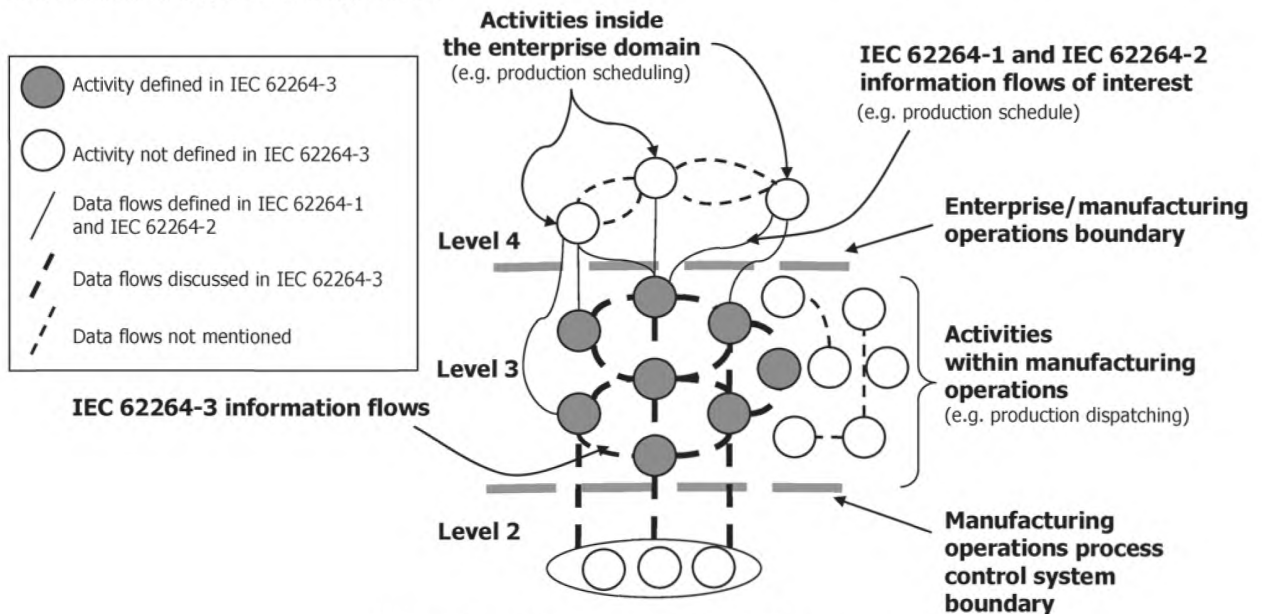 Activities inside
the enterprise domain
(e.g. production scheduling)
IEC 62264-1 and IEC 62264-2
information flows of interest
(e.g. production schedule)
Activity defined in IEC 62264-3
Activity not defined in IEC 62264-3
Data flows defined in IEC 62264-1
and IEC 62264-2
Data flows discussed in IEC 62264-3
Data flows not mentioned
Level 4
Enterprise/manufacturing
operations boundary
Level 3
Activities
within manufacturing
operations
(e.g. production dispatching)
IEC 62264-3 information flows
Level 2
Manufacturing
operations process
control system
boundary